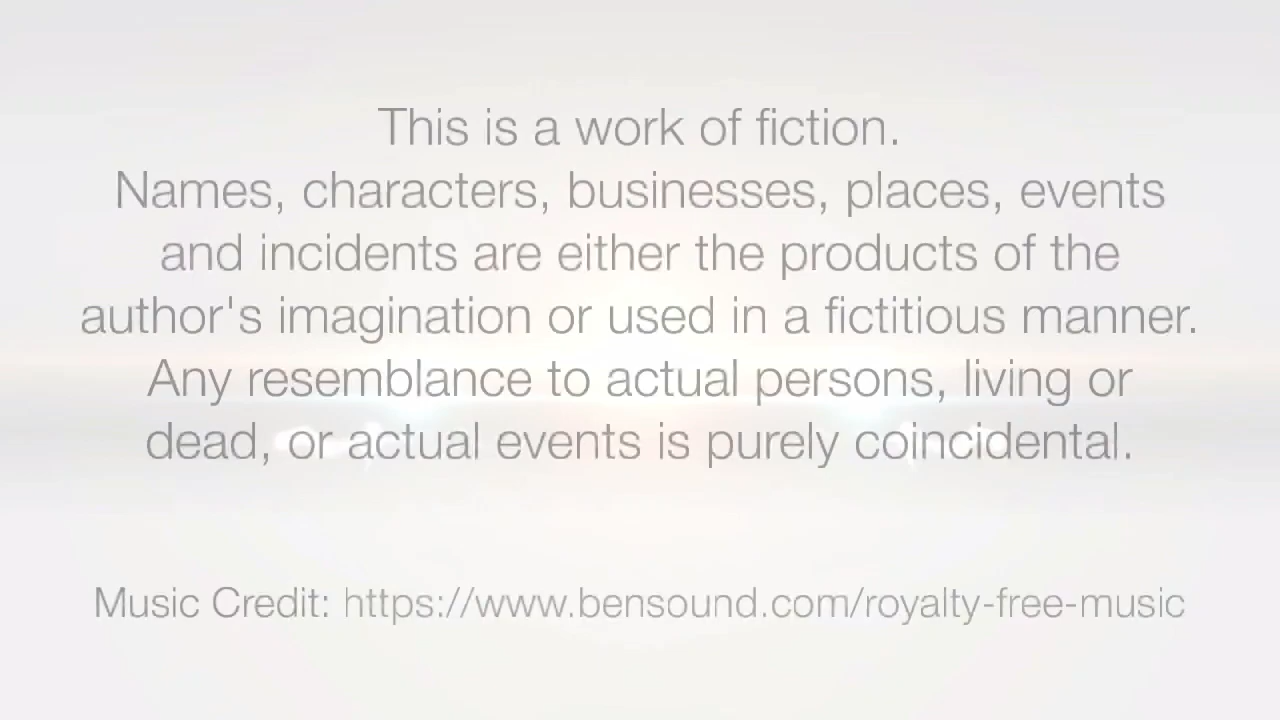 This is a work of fiction.
Names, characters, businesses, places, events
and incidents are either the products of the
author's imagination or used in a fictitious manner.
Any resemblance to actual persons, living or
dead, or actual events is purely coincidental.
Music Credit: https://www.bensound.com/royalty-free-music